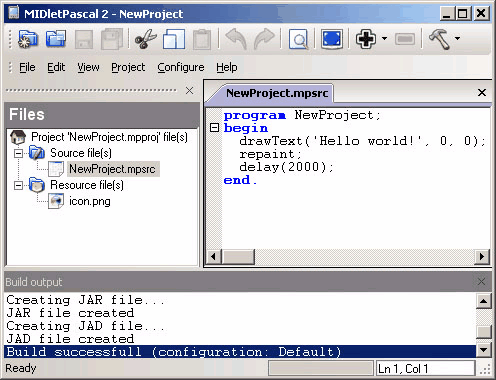 MIDletPascal 2 - NewProject
File Edit View Project Configure Help
Files
Project 'NewProject.mpproj' file(s)
Source file(s)
NewProject.mpsrc
Resource file(s)
icon.png
NewProject.mpsrc
program NewProject;
begin
drawText('Hello world!', 0, 0);
repaint;
delay(2000);
end.
Build output
Creating JAR file...
JAR file created
Creating JAD file...
JAD file created
Build successfull (configuration: Default)
Ready
Ln 1, Col 1